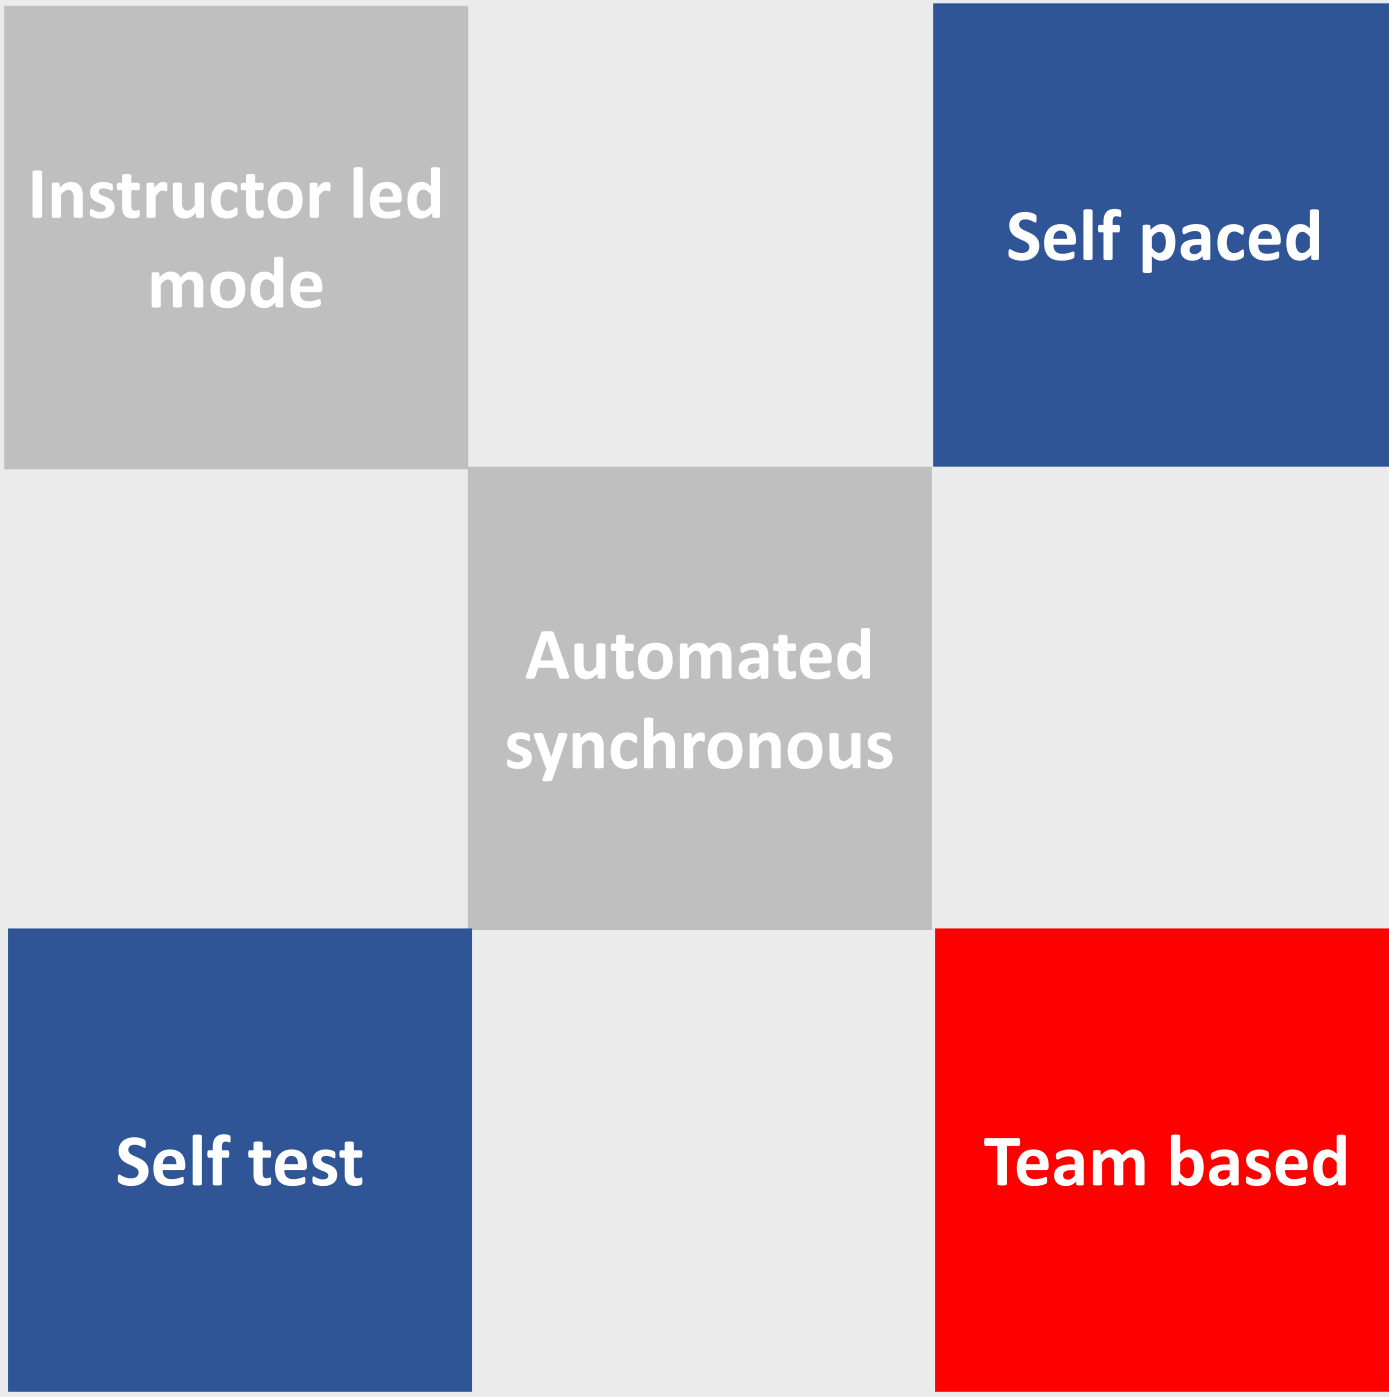 Instructor led
mode
Self paced
Automated
synchronous
Self test
Team based